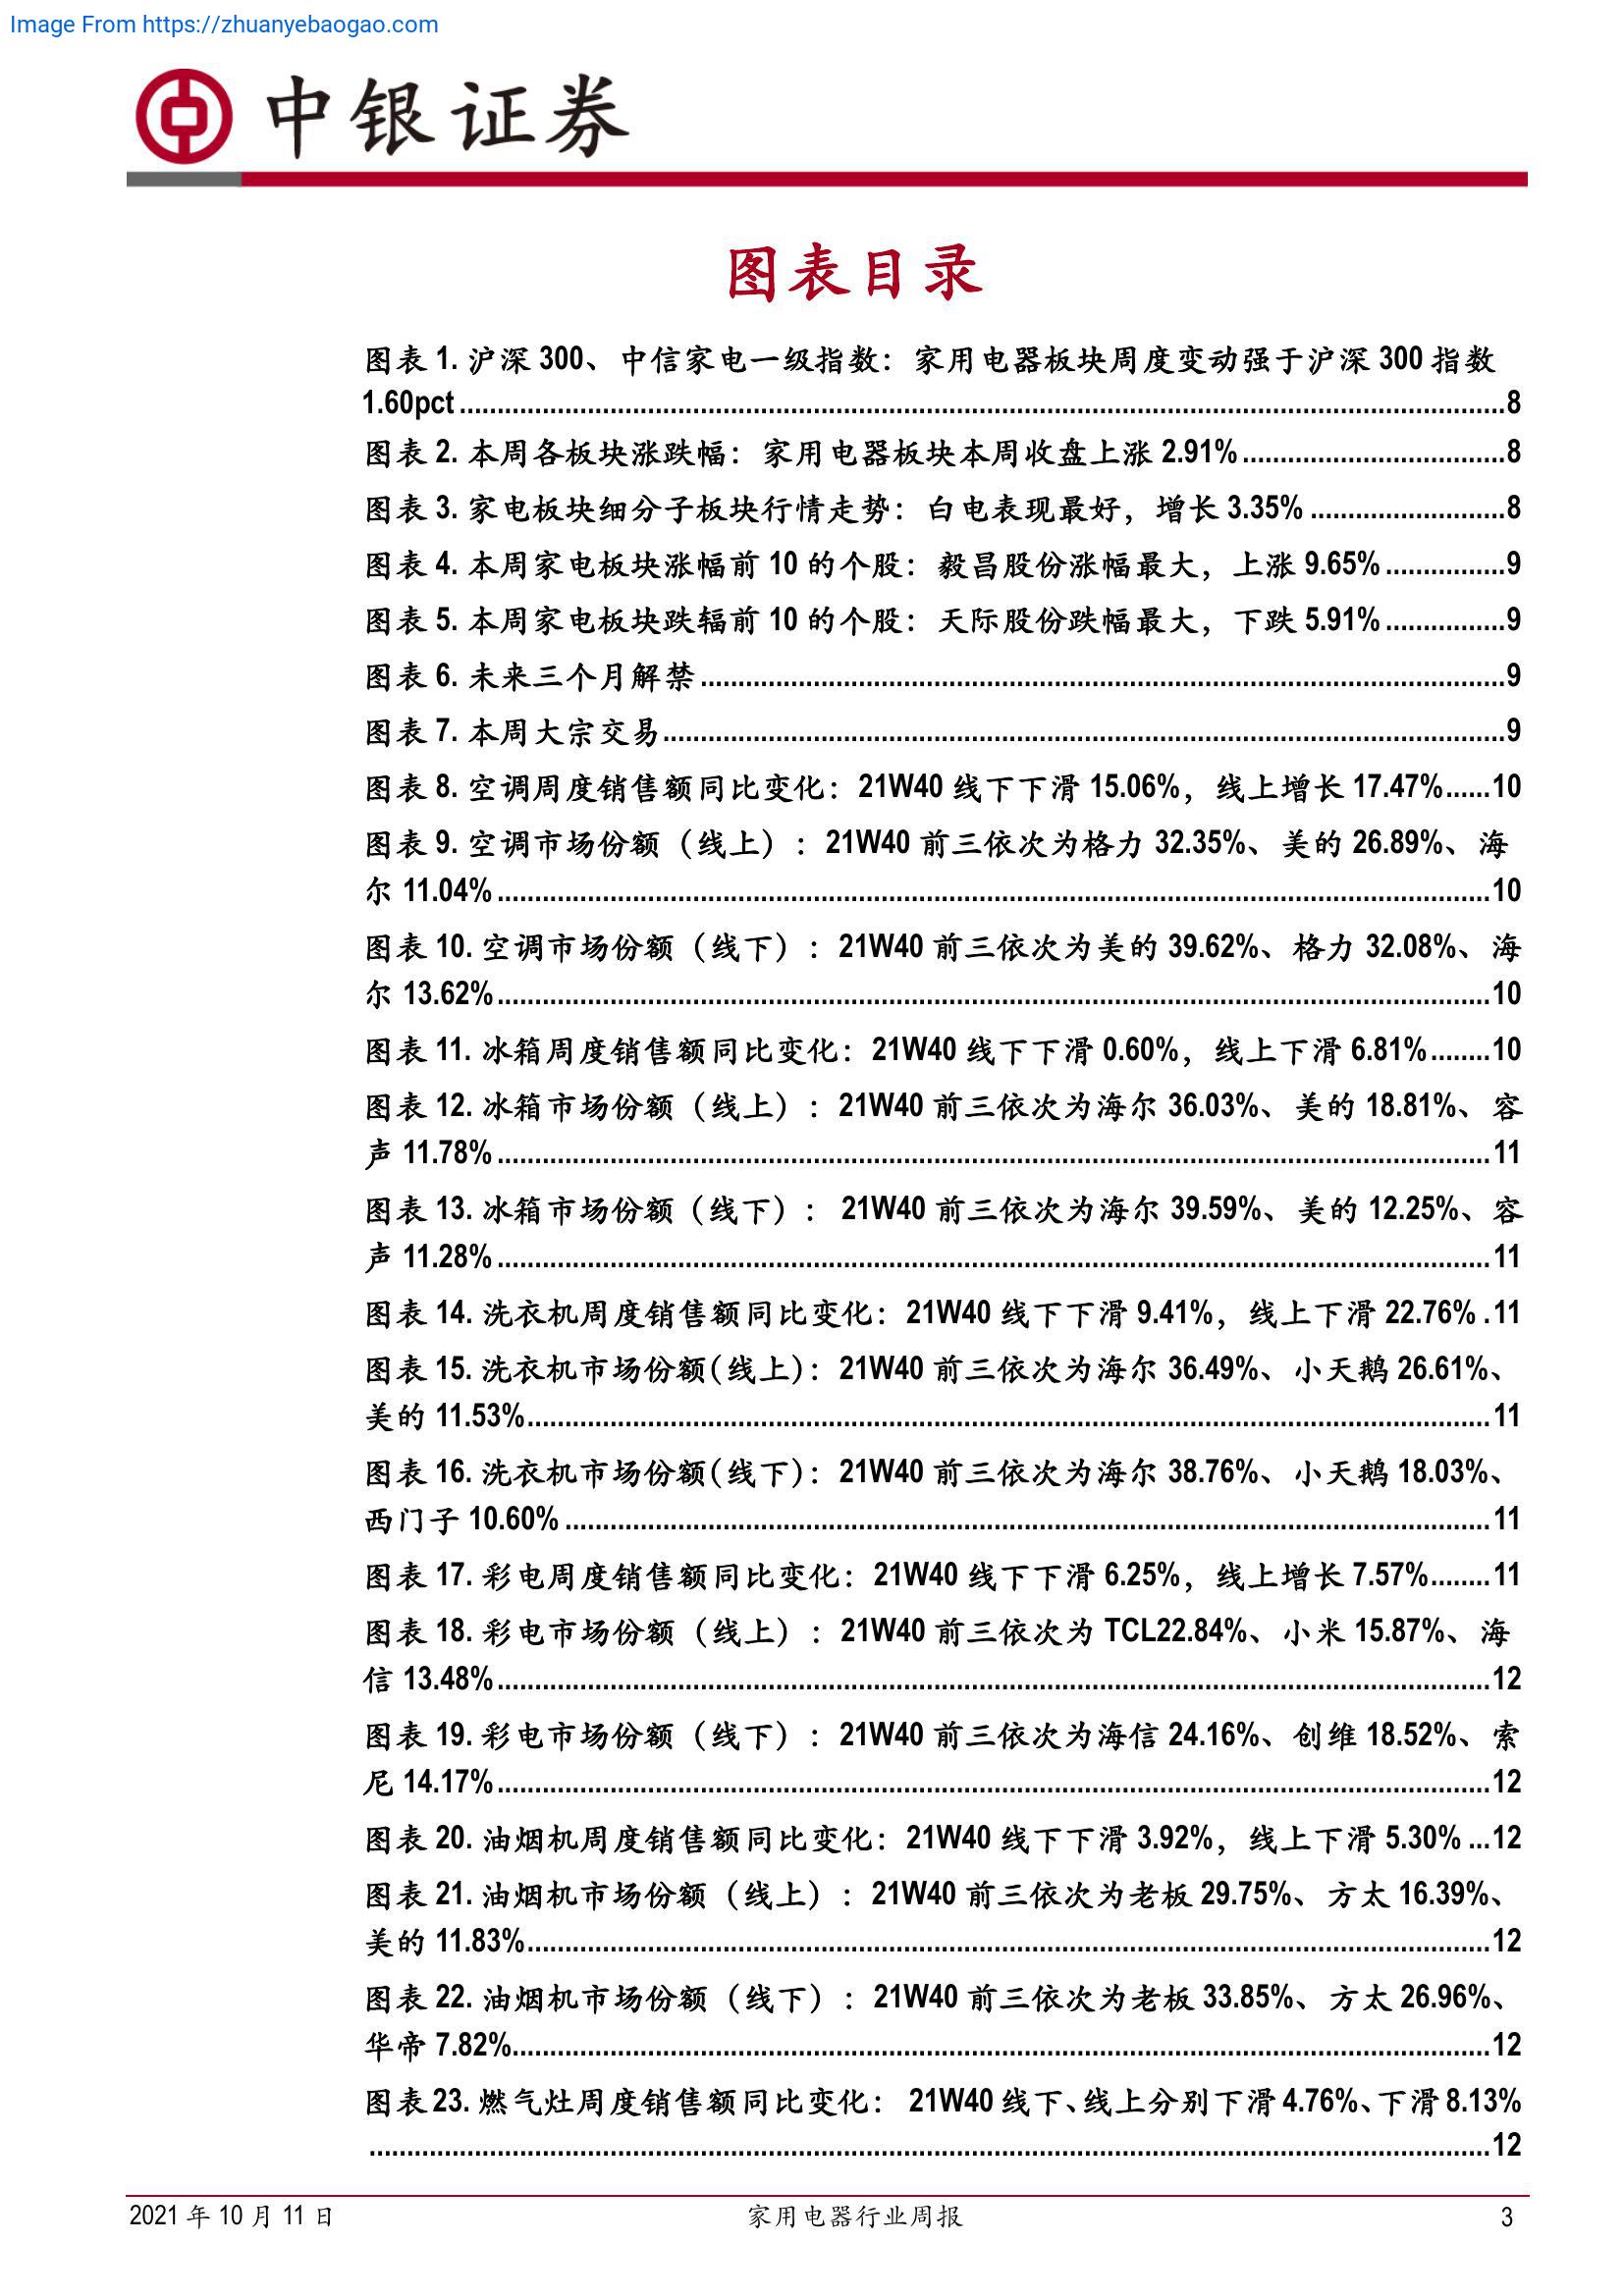 Image From https://zhuanyebaogao.com
中银证券
图表目录
图表 1. 沪深 300、中信家电一级指数：家用电器板块周度变动强于沪深 300 指数
1.60pct........8
图表 2. 本周各板块涨跌幅：家用电器板块本周收盘上涨 2.91%........8
图表 3. 家电板块细分子板块行情走势：白电表现最好，增长 3.35%........8
图表 4. 本周家电板块涨幅前 10 的个股：毅昌股份涨幅最大，上涨 9.65%........9
图表 5. 本周家电板块跌辐前 10 的个股：天际股份跌幅最大，下跌 5.91%........9
图表 6. 未来三个月解禁........9
图表 7. 本周大宗交易........9
图表 8. 空调周度销售额同比变化：21W40 线下下滑 15.06%，线上增长 17.47%......10
图表 9. 空调市场份额（线上）：21W40 前三依次为格力 32.35%、美的 26.89%、海
尔 11.04%........10
图表 10. 空调市场份额（线下）：21W40 前三依次为美的 39.62%、格力 32.08%、海
尔 13.62%........10
图表 11. 冰箱周度销售额同比变化：21W40 线下下滑 0.60%，线上下滑 6.81%........10
图表 12. 冰箱市场份额（线上）：21W40 前三依次为海尔 36.03%、美的 18.81%、容
声 11.78%........11
图表 13. 冰箱市场份额（线下）： 21W40 前三依次为海尔 39.59%、美的 12.25%、容
声 11.28%........11
图表 14. 洗衣机周度销售额同比变化：21W40 线下下滑 9.41%，线上下滑 22.76% .11
图表 15. 洗衣机市场份额(线上)：21W40 前三依次为海尔 36.49%、小天鹅 26.61%、
美的 11.53%........11
图表 16. 洗衣机市场份额(线下)：21W40 前三依次为海尔 38.76%、小天鹅 18.03%、
西门子 10.60%........11
图表 17. 彩电周度销售额同比变化：21W40 线下下滑 6.25%，线上增长 7.57%........11
图表 18. 彩电市场份额（线上）：21W40 前三依次为 TCL22.84%、小米 15.87%、海
信 13.48%........12
图表 19. 彩电市场份额（线下）：21W40 前三依次为海信 24.16%、创维 18.52%、索
尼 14.17%........12
图表 20. 油烟机周度销售额同比变化：21W40 线下下滑 3.92%，线上下滑 5.30% ...12
图表 21. 油烟机市场份额（线上）：21W40 前三依次为老板 29.75%、方太 16.39%、
美的 11.83%........12
图表 22. 油烟机市场份额（线下）：21W40 前三依次为老板 33.85%、方太 26.96%、
华帝 7.82%........12
图表 23. 燃气灶周度销售额同比变化： 21W40 线下、线上分别下滑 4.76%、下滑 8.13%
........12
2021 年 10 月 11 日 家用电器行业周报 3